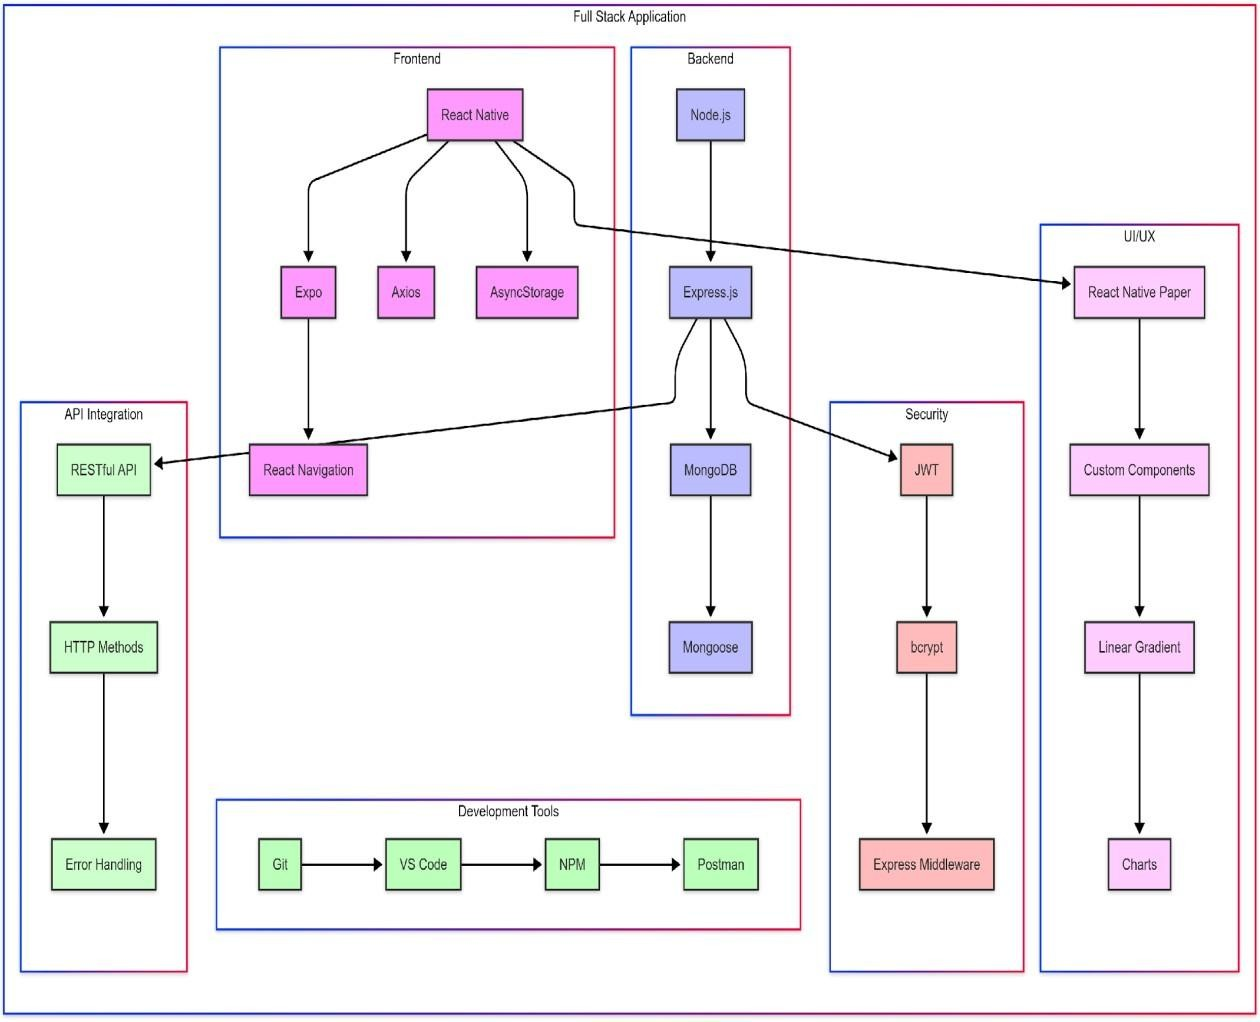 Full Stack Application
Frontend
React Native
Expo
Axios
AsyncStorage
React Navigation
Backend
Node.js
Express.js
MongoDB
Mongoose
UI/UX
React Native Paper
Custom Components
Linear Gradient
Charts
API Integration
RESTful API
HTTP Methods
Error Handling
Security
JWT
bcrypt
Express Middleware
Development Tools
Git
VS Code
NPM
Postman